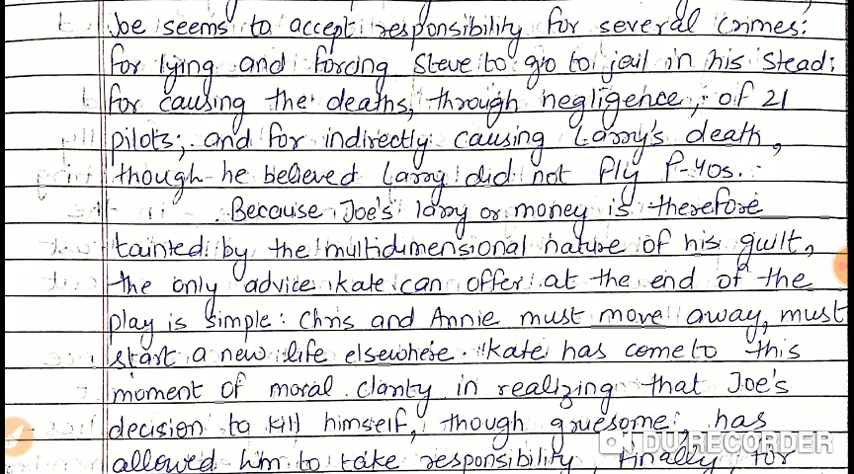 Joe seems to accept responsibility for several crimes:
for lying and forcing Steve to go to jail in his stead;
for causing the deaths, through negligence, of 21
pilots; and for indirectly causing Larry's death,
though he believed Larry did not fly P-40s.
Because Joe's larry or money is therefore
tainted by the multidimensional nature of his guilt,
the only advice Kate can offer at the end of the
play is simple: Chris and Annie must move away, must
start a new life elsewhere. Kate has come to this
moment of moral clarity in realizing that Joe's
decision to kill himself, though gruesome, has
allowed him to take responsibility, finally for
DU RECORDER